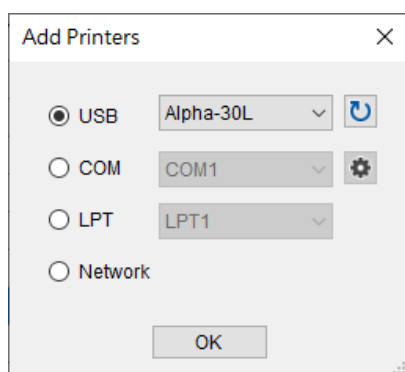 Add Printers
USB Alpha-30L
COM COM1
LPT LPT1
Network
OK